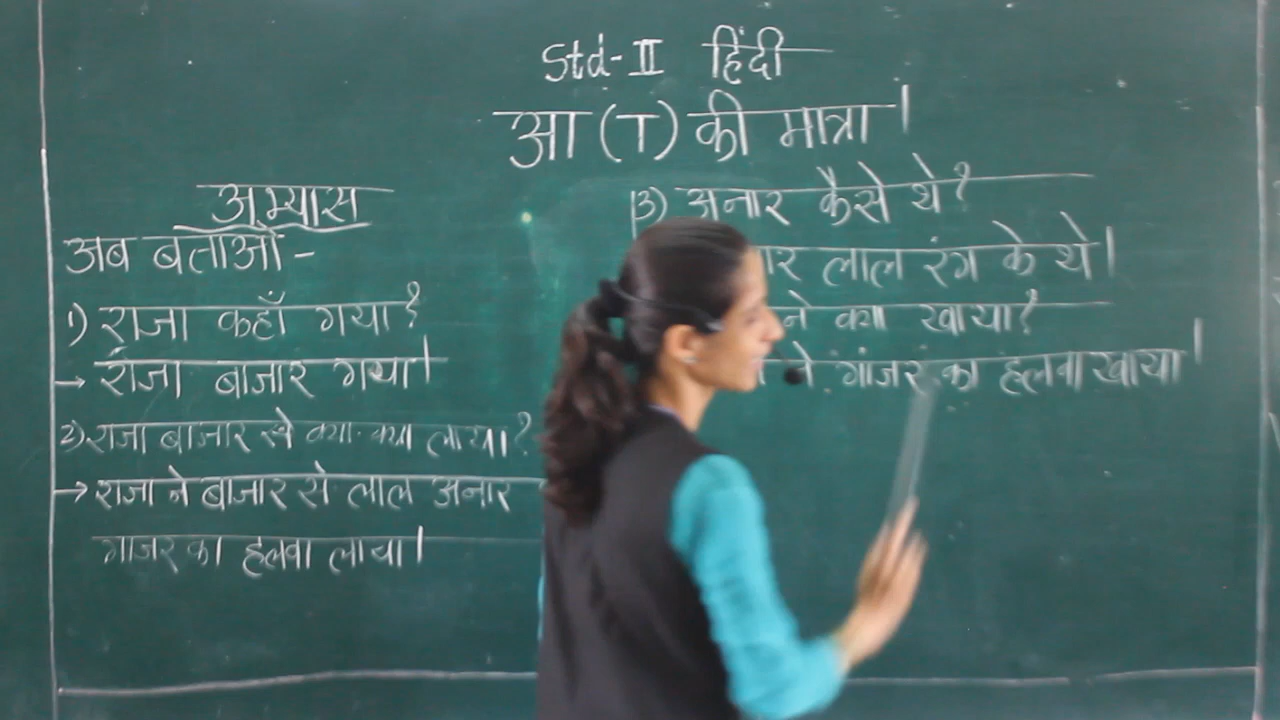 Std-II हिंदी
आ (ा) की मात्रा।
अभ्यास
अब बताओ -
1) राजा कहाँ गया?
→ राजा बाजार गया।
2) राजा बाजार से क्या-क्या लाया?
→ राजा ने बाजार से लाल अनार
गाजर का हलवा लाया।
3) अनार कैसे थे?
लाल रंग के थे।
ने क्या खाया?
ने गांजर का हलवा खाया।